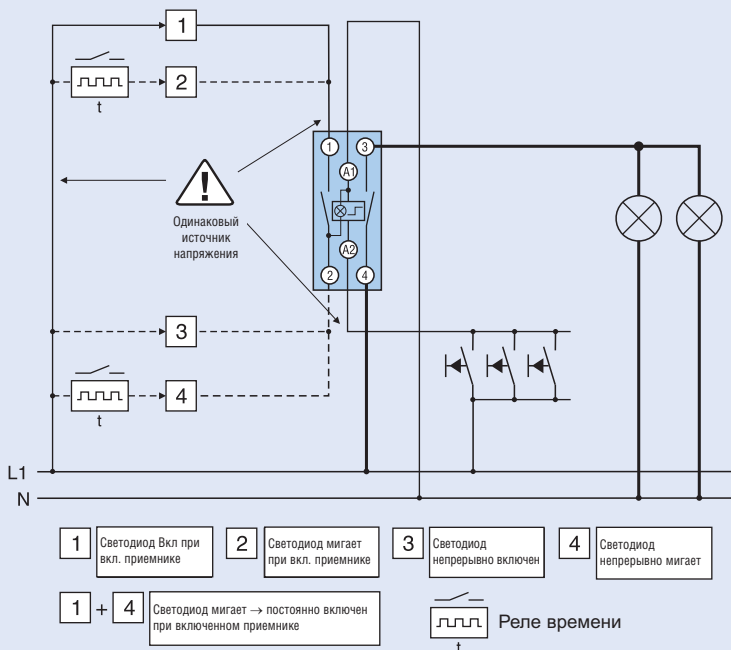 1
2
t
1
3
A1
!
Одинаковый
источник
напряжения
A2
2
4
3
4
t
L1
N
1
Светодиод Вкл при
вкл. приемнике
2
Светодиод мигает
при вкл. приемнике
3
Светодиод
непрерывно включен
4
Светодиод
непрерывно мигает
1 + 4
Светодиод мигает → постоянно включен
при включенном приемнике
t
Реле времени